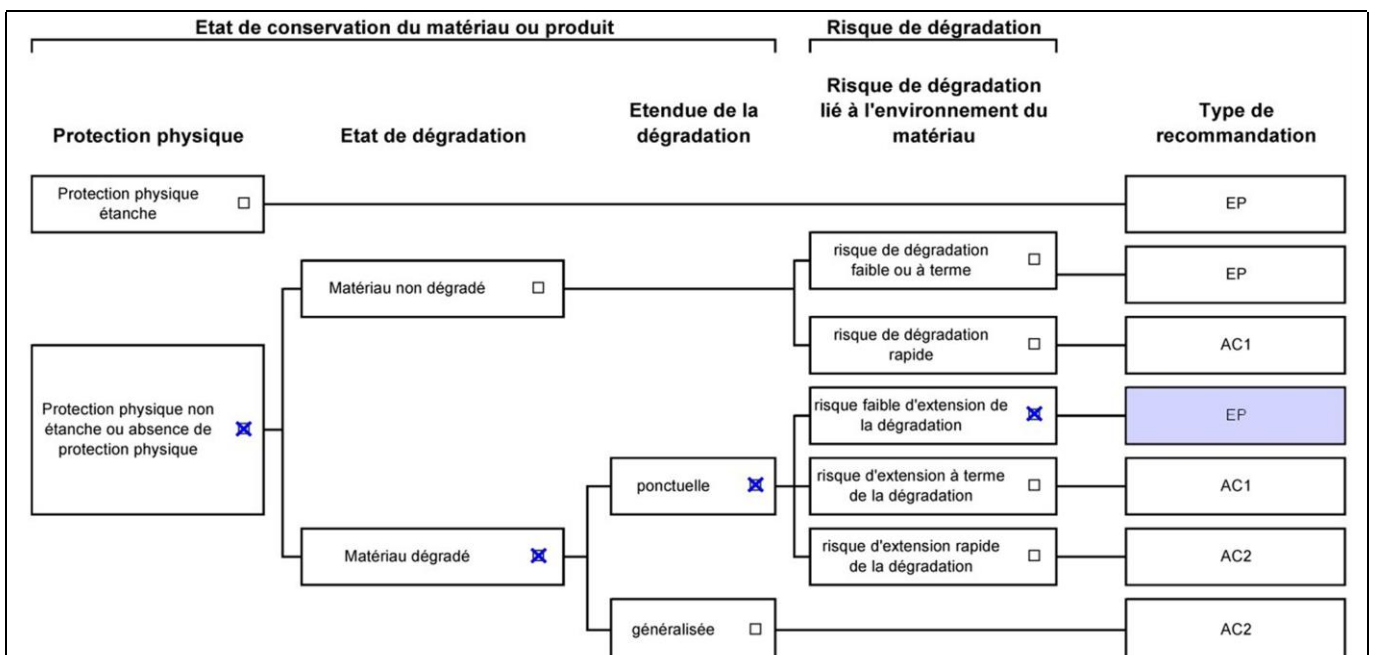 Etat de conservation du matériau ou produit
Risque de dégradation
Protection physique
Etat de dégradation
Etendue de la
dégradation
Risque de dégradation
lié à l'environnement du
matériau
Type de
recommandation
Protection physique
étanche
EP
risque de dégradation
faible ou à terme
EP
Matériau non dégradé
risque de dégradation
rapide
AC1
Protection physique non
étanche ou absence de
protection physique
risque faible d'extension de
la dégradation
EP
ponctuelle
risque d'extension à terme
de la dégradation
AC1
Matériau dégradé
risque d'extension rapide
de la dégradation
AC2
généralisée
AC2